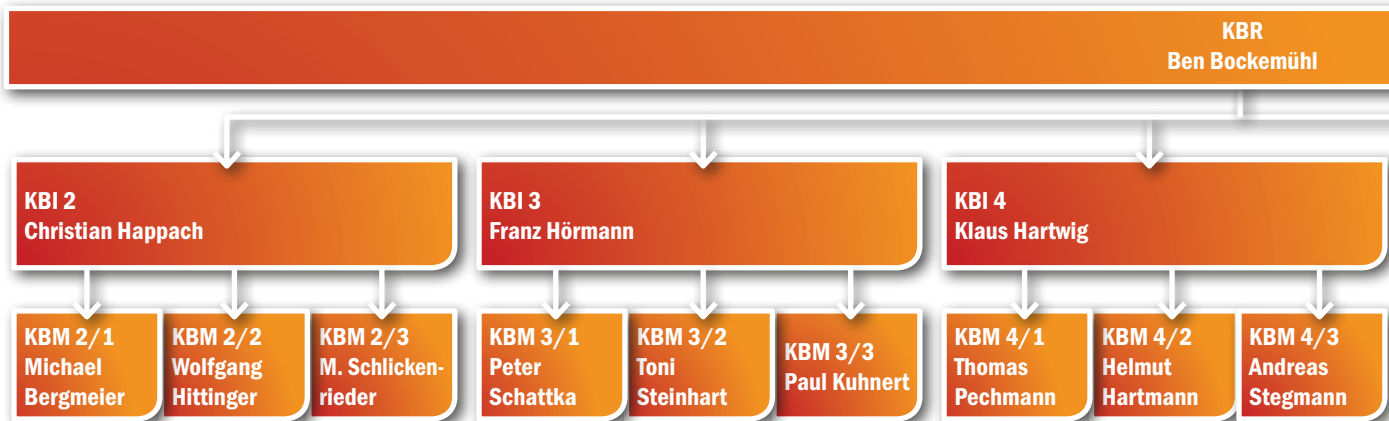 KBR
Ben Bockemühl
KBI 2
Christian Happach
KBI 3
Franz Hörmann
KBI 4
Klaus Hartwig
KBM 2/1
Michael
Bergmeier
KBM 2/2
Wolfgang
Hittinger
KBM 2/3
M. Schlicken-
rieder
KBM 3/1
Peter
Schattka
KBM 3/2
Toni
Steinhart
KBM 3/3
Paul Kuhnert
KBM 4/1
Thomas
Pechmann
KBM 4/2
Helmut
Hartmann
KBM 4/3
Andreas
Stegmann